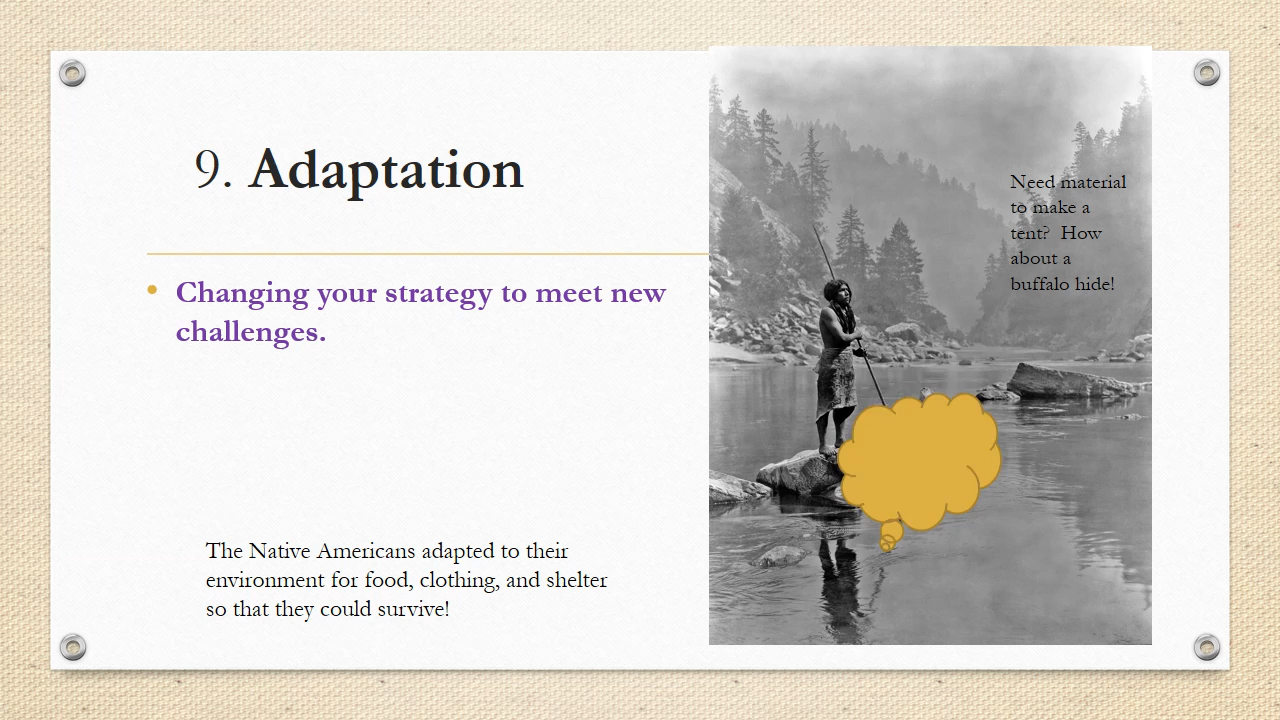 9. Adaptation
Changing your strategy to meet new
challenges.
Need material
to make a
tent?  How
about a
buffalo hide!
The Native Americans adapted to their
environment for food, clothing, and shelter
so that they could survive!